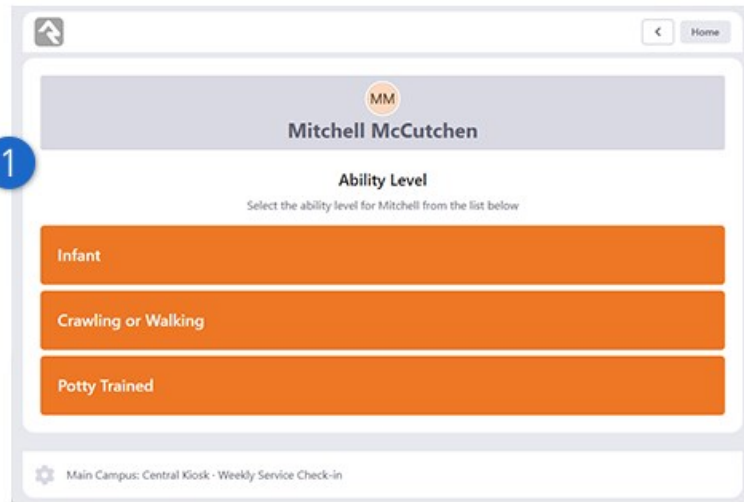 Home
MM
Mitchell McCutchen
1
Ability Level
Select the ability level for Mitchell from the list below
Infant
Crawling or Walking
Potty Trained
Main Campus: Central Kiosk - Weekly Service Check-in